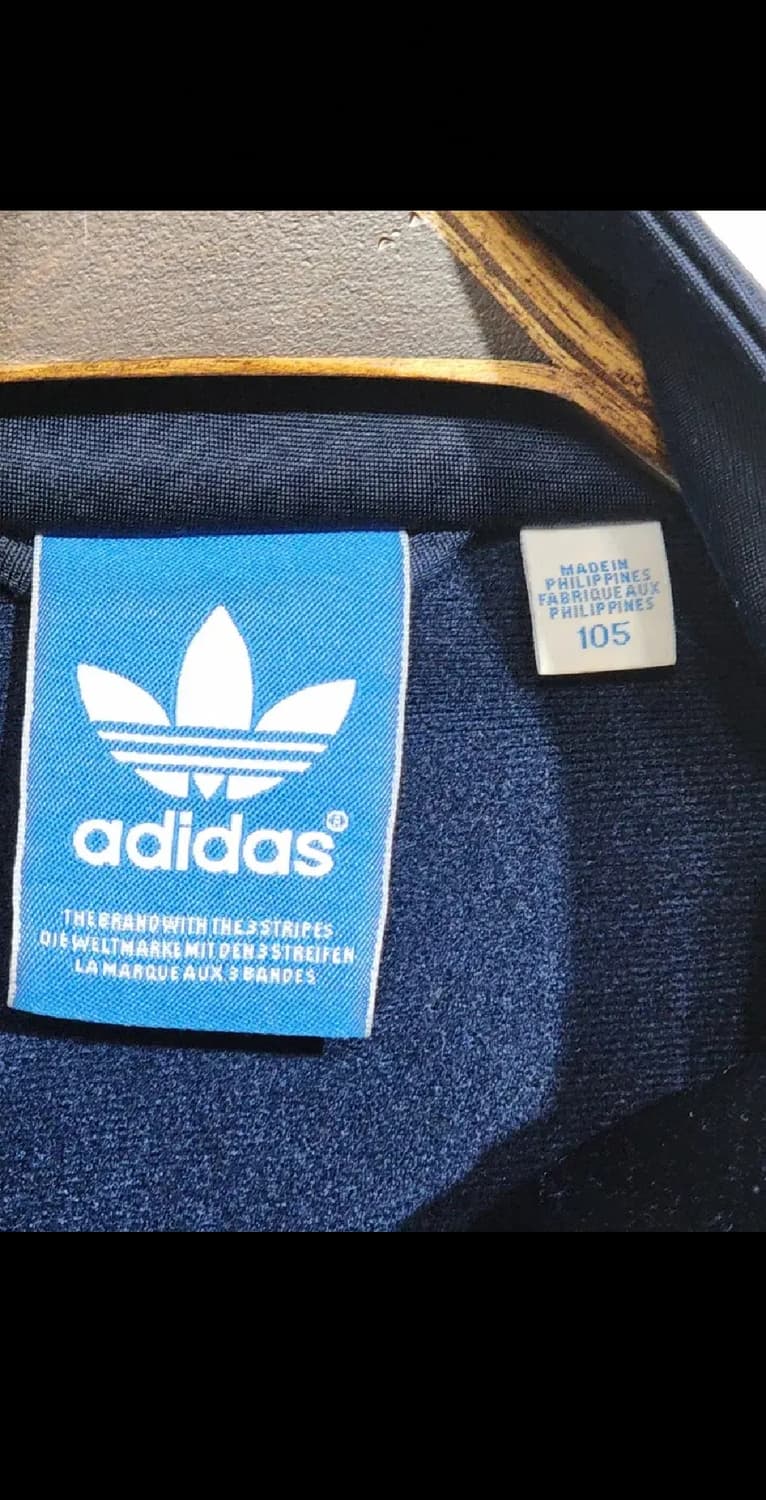 adidas®
THE BRAND WITH THE 3 STRIPES
DIE WELTMARKE MIT DEN 3 STREIFEN
LA MARQUE AUX 3 BANDES
MADE IN
PHILIPPINES
FABRIQUE AUX
PHILIPPINES
105